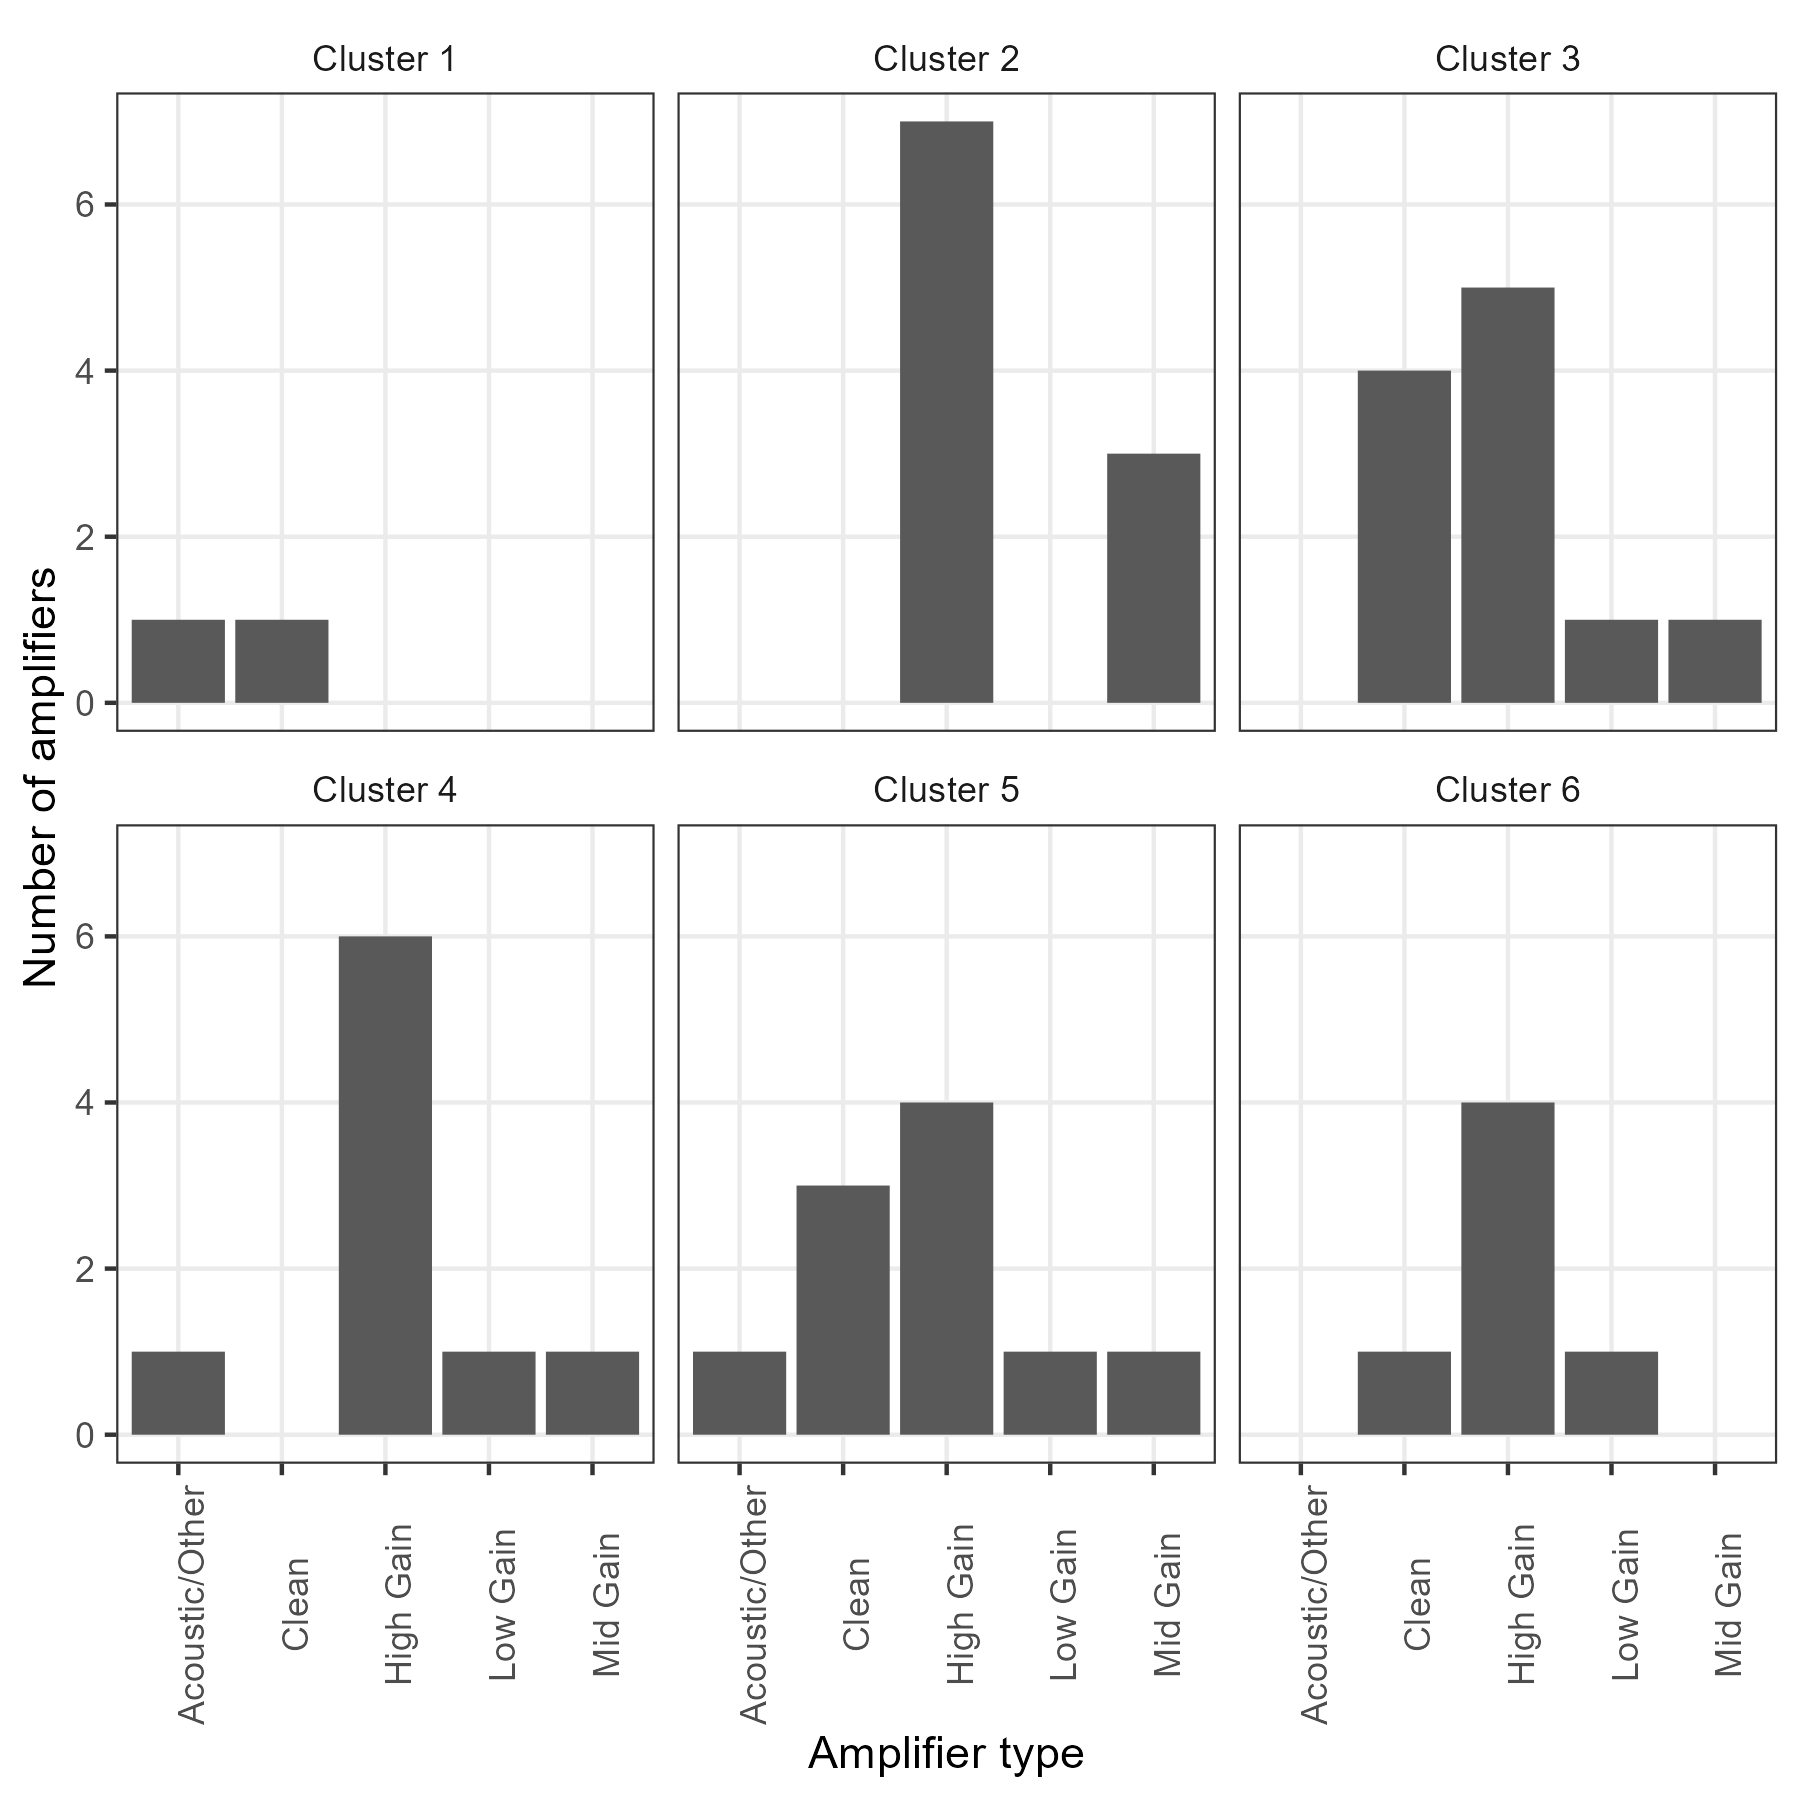 Cluster 1
Cluster 2
Cluster 3
6
4
2
0
Number of amplifiers
Cluster 4
Cluster 5
Cluster 6
6
4
2
0
Acoustic/Other
Clean
High Gain
Low Gain
Mid Gain
Acoustic/Other
Clean
High Gain
Low Gain
Mid Gain
Acoustic/Other
Clean
High Gain
Low Gain
Mid Gain
Amplifier type